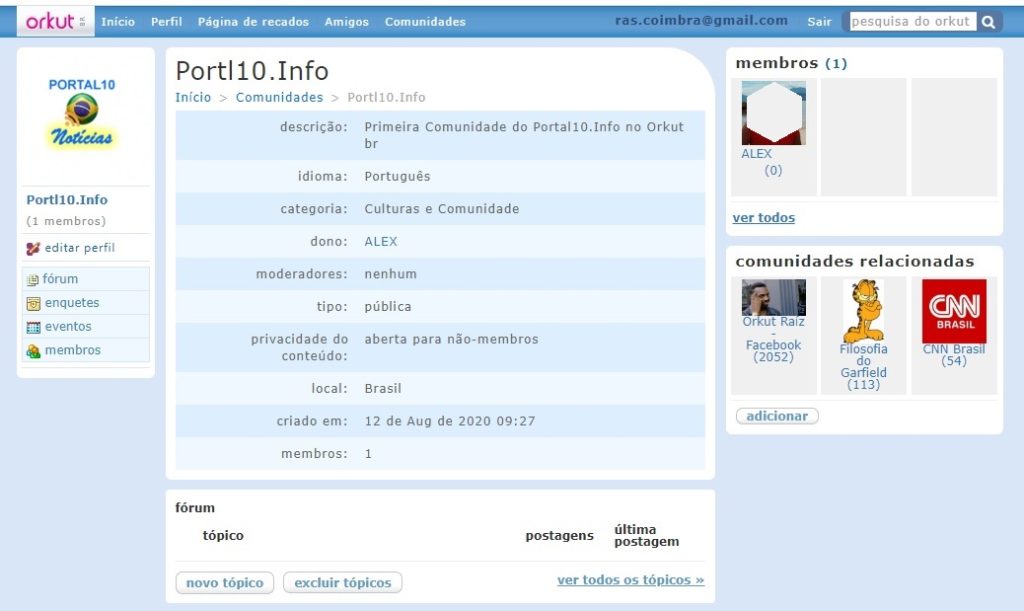 orkut BR Início Perfil Página de recados Amigos Comunidades ras.coimbra@gmail.com Sair pesquisa do orkut
PORTAL10
Notícias
Portl10.Info
(1 membros)
editar perfil
fórum
enquetes
eventos
membros
Portl10.Info
Início > Comunidades > Portl10.Info
descrição: Primeira Comunidade do Portal10.Info no Orkut
br
idioma: Português
categoria: Culturas e Comunidade
dono: ALEX
moderadores: nenhum
tipo: pública
privacidade do aberta para não-membros
conteúdo:
local: Brasil
criado em: 12 de Aug de 2020 09:27
membros: 1
fórum
tópico postagens última
postagem
novo tópico excluir tópicos ver todos os tópicos »
membros (1)
ALEX
(0)
ver todos
comunidades relacionadas
Orkut Raiz
-
Facebook
(2052)
Filosofia
do
Garfield
(113)
CNN
BRASIL
CNN Brasil
(54)
adicionar